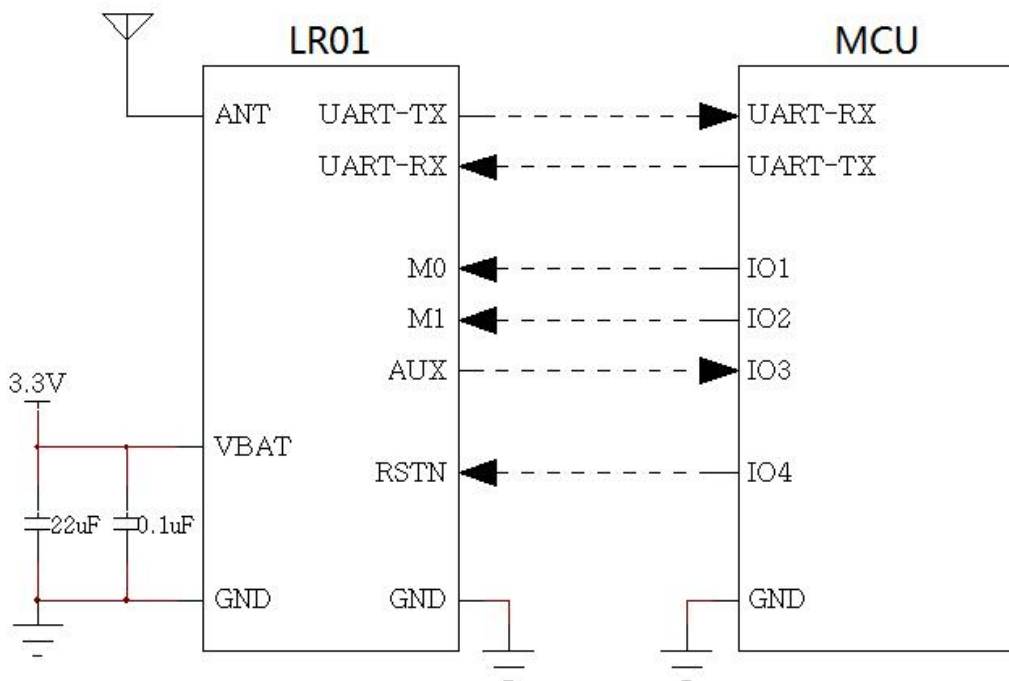 LR01
MCU
ANT
UART-TX
UART-RX
UART-RX
UART-TX
M0
IO1
M1
IO2
AUX
IO3
3.3V
VBAT
RSTN
IO4
22uF
0.1uF
GND
GND
GND